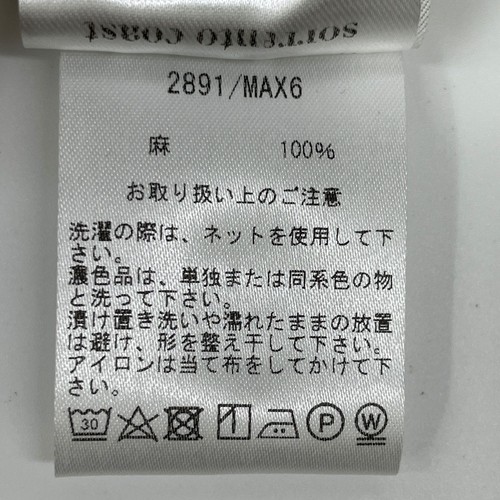 sorrento coast
2891/MAX6
麻 100%
お取り扱い上のご注意
洗濯の際は、ネットを使用して下
さい。
濃色品は、単独または同系色の物
と洗って下さい。
漬け置き洗いや濡れたままの放置
は避け、形を整え干して下さい。
アイロンは当て布をしてかけて下
さい。
30 P W